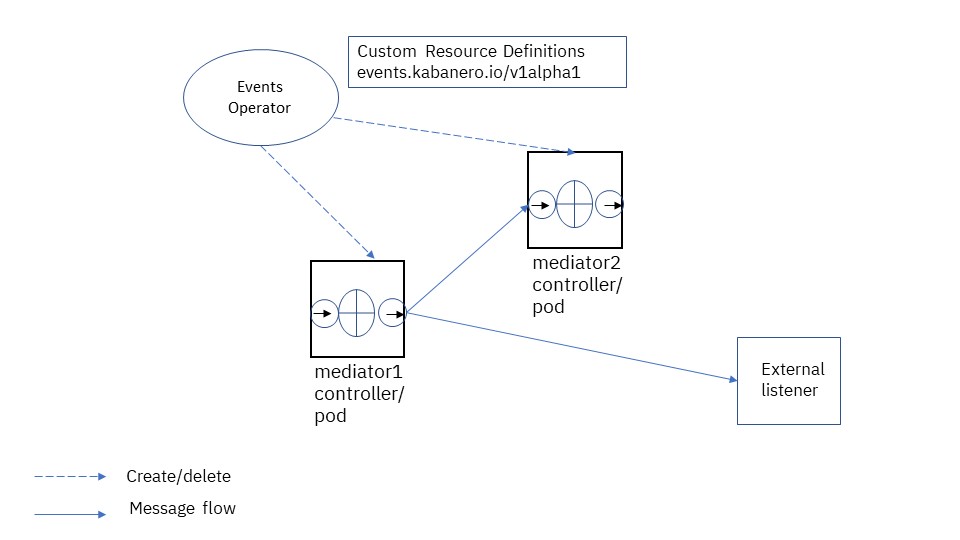 Custom Resource Definitions
events.kabanero.io/v1alpha1
Events
Operator
mediator2
controller/
pod
mediator1
controller/
pod
External
listener
Create/delete
Message flow